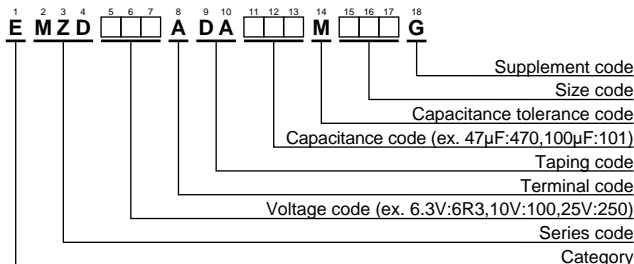 1 2 3 4 5 6 7 8 9 10 11 12 13 14 15 16 17 18
E M Z D A D A M G
Supplement code
Size code
Capacitance tolerance code
Capacitance code (ex. 47µF:470,100µF:101)
Taping code
Terminal code
Voltage code (ex. 6.3V:6R3,10V:100,25V:250)
Series code
Category